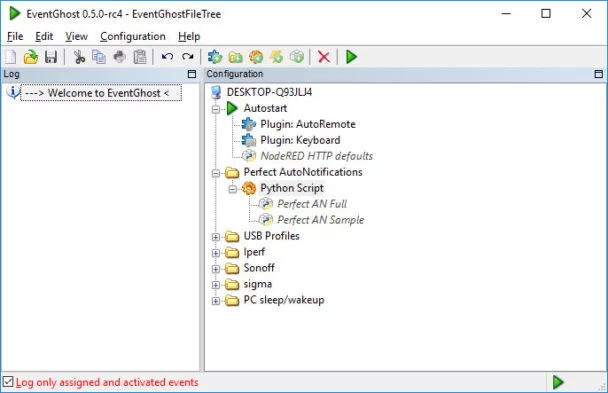 EventGhost 0.5.0-rc4 - EventGhostFileTree
File Edit View Configuration Help
Log
---> Welcome to EventGhost <
Configuration
DESKTOP-Q93JLJ4
Autostart
Plugin: AutoRemote
Plugin: Keyboard
NodeRED HTTP defaults
Perfect AutoNotifications
Python Script
Perfect AN Full
Perfect AN Sample
USB Profiles
Iperf
Sonoff
sigma
PC sleep/wakeup
Log only assigned and activated events